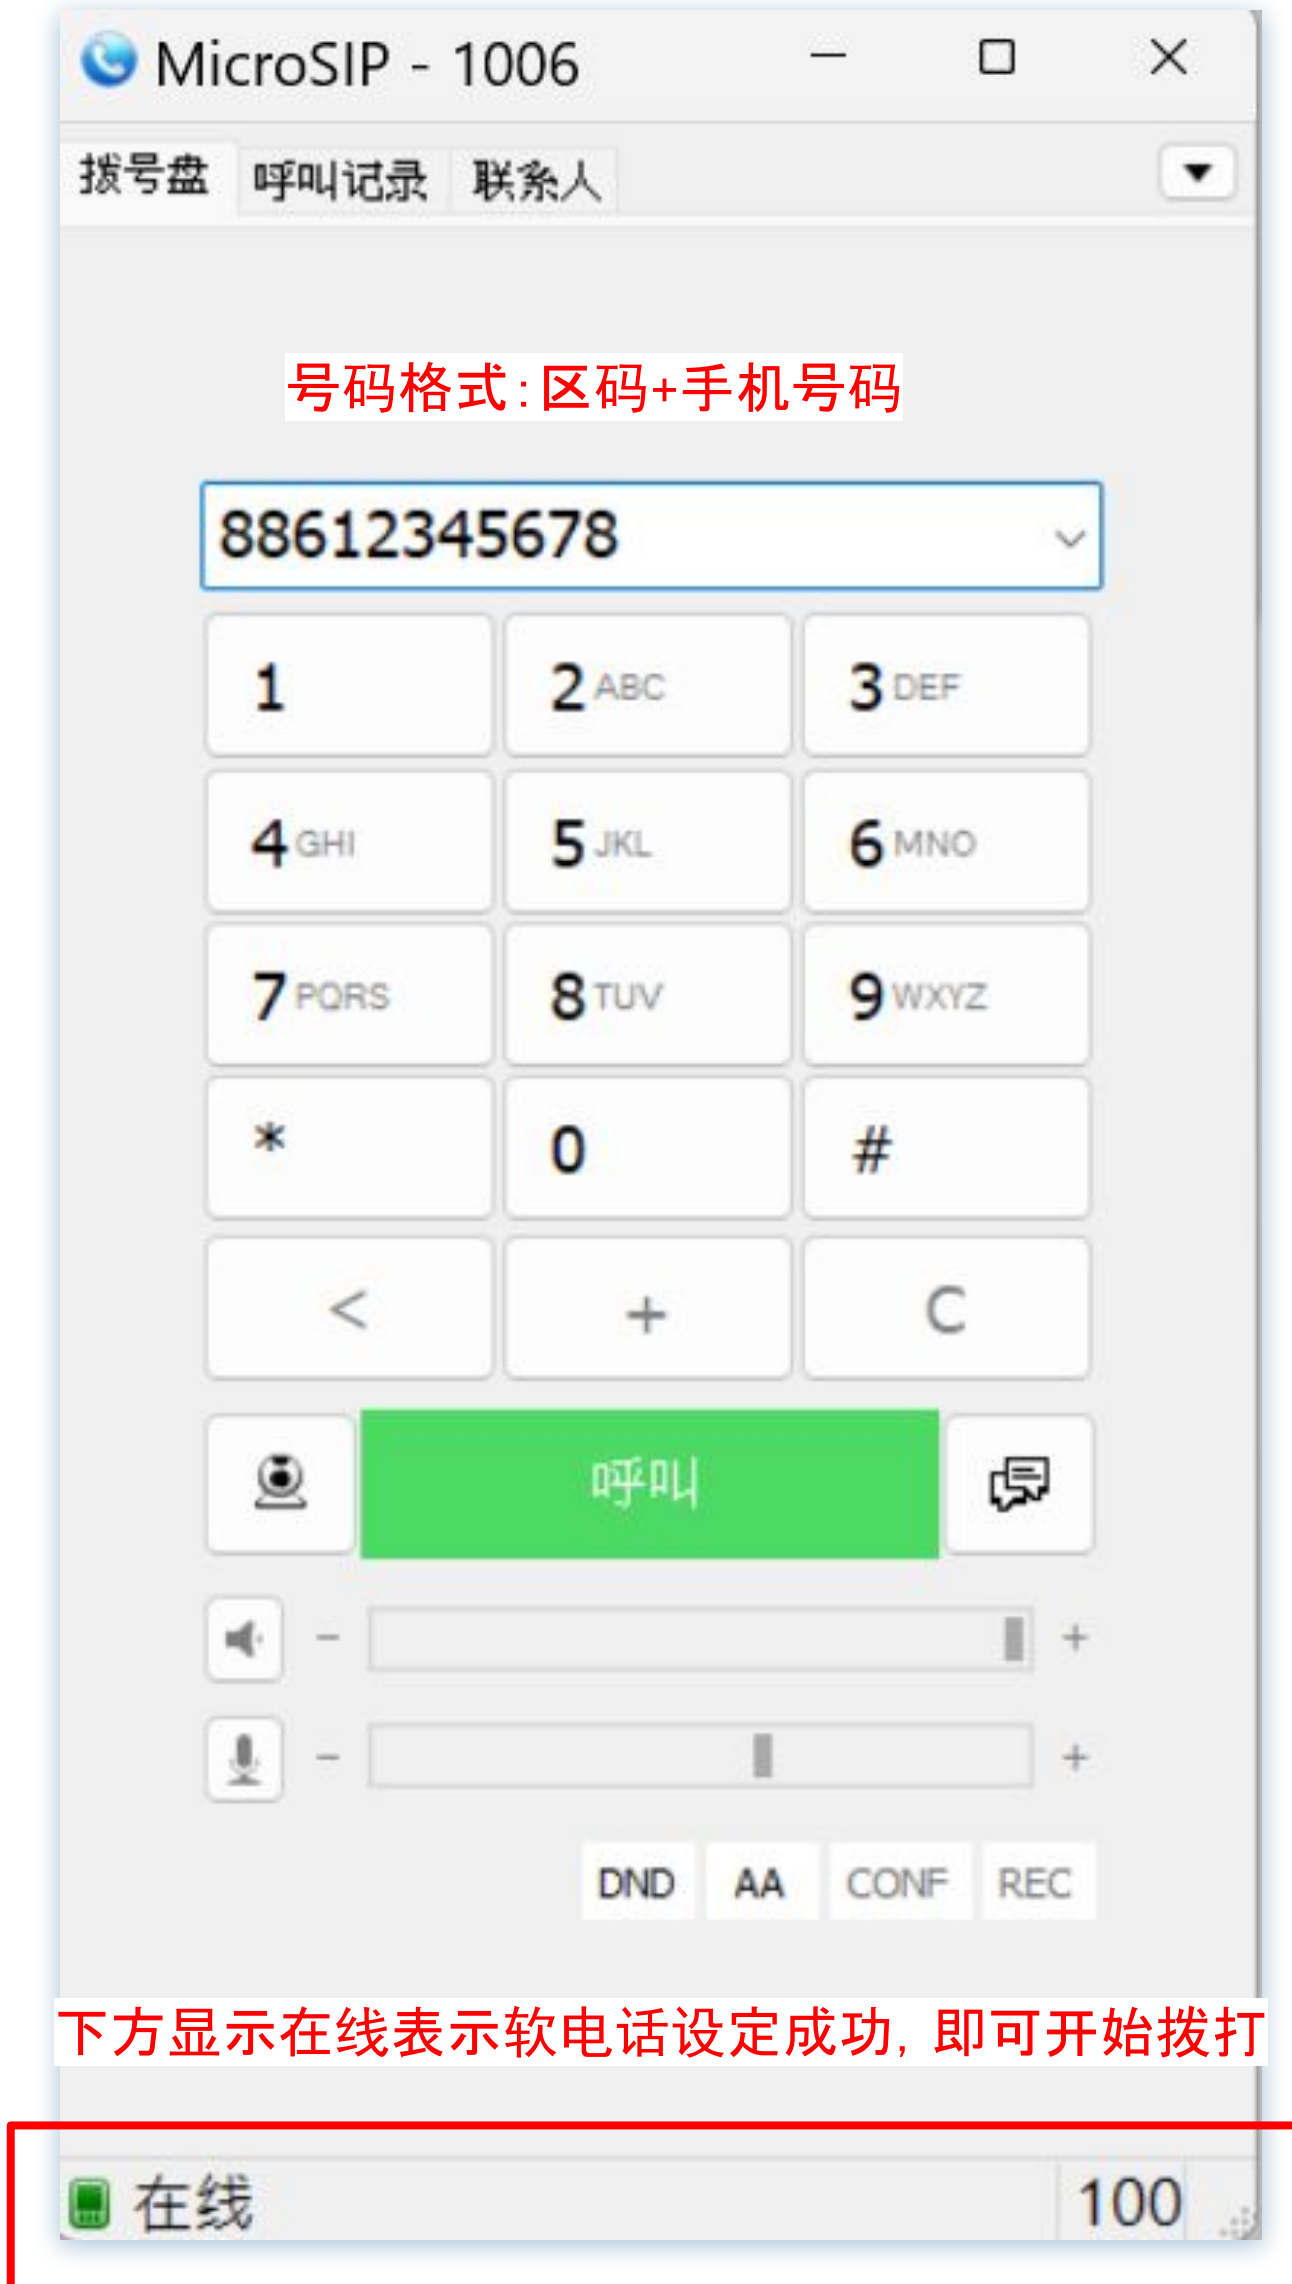 MicroSIP - 1006
拨号盘 呼叫记录 联系人
号码格式:区码+手机号码
88612345678
1 2 ABC 3 DEF
4 GHI 5 JKL 6 MNO
7 PQRS 8 TUV 9 WXYZ
* 0 #
< + C
呼叫
- +
- +
DND AA CONF REC
下方显示在线表示软电话设定成功, 即可开始拨打
在线 100